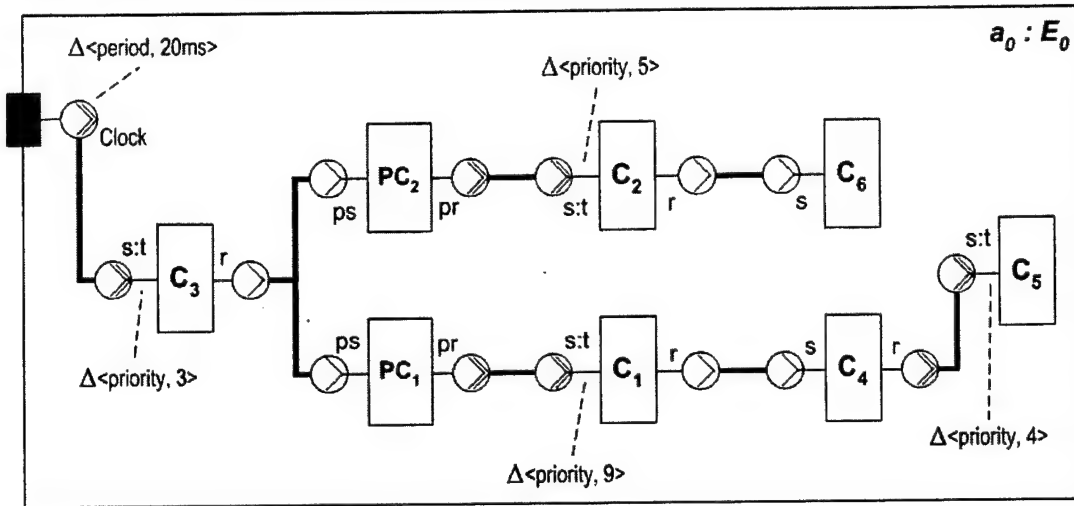 a0 : E0
Δ<period, 20ms>
Δ<priority, 5>
Clock
ps
PC2
pr
s:t
C2
r
s
C6
s:t
C3
r
s:t
C5
Δ<priority, 3>
ps
PC1
pr
s:t
C1
r
s
C4
r
Δ<priority, 9>
Δ<priority, 4>